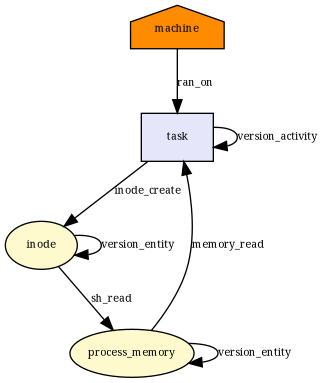 machine
ran_on
task
version_activity
inode_create
inode
version_entity
memory_read
sh_read
process_memory
version_entity